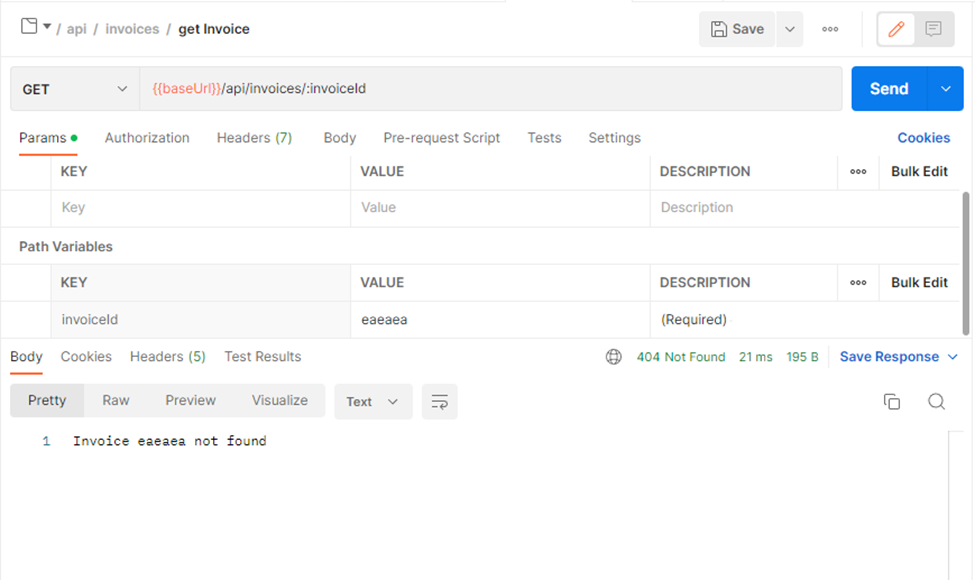 / api / invoices / get Invoice Save
GET {{baseUrl}}/api/invoices/:invoiceId Send
Params Authorization Headers (7) Body Pre-request Script Tests Settings Cookies
KEY VALUE DESCRIPTION Bulk Edit
Key Value Description
Path Variables
KEY VALUE DESCRIPTION Bulk Edit
invoiceId eaeaea (Required)
Body Cookies Headers (5) Test Results 404 Not Found 21 ms 195 B Save Response
Pretty Raw Preview Visualize Text
1 Invoice eaeaea not found